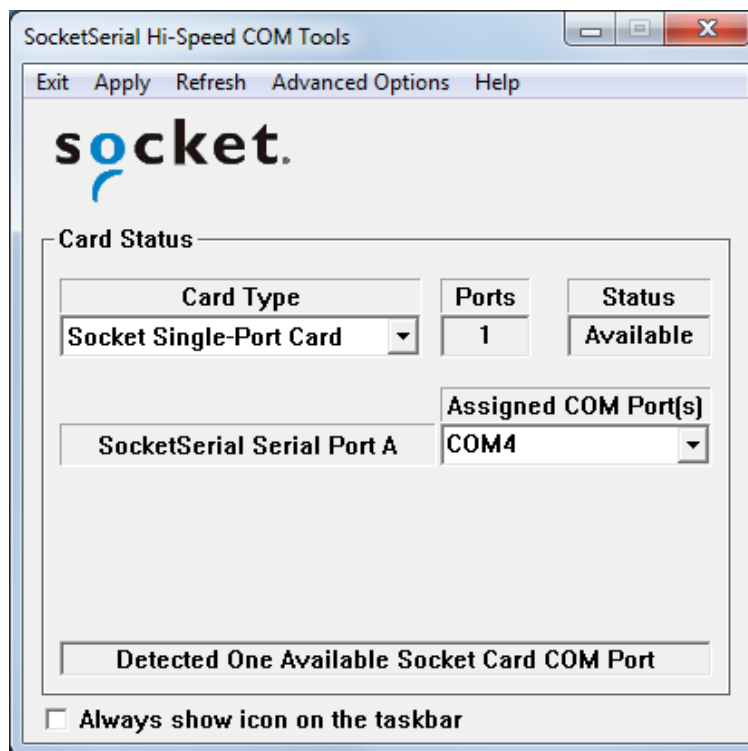 SocketSerial Hi-Speed COM Tools
Exit Apply Refresh Advanced Options Help
socket.
Card Status
Card Type Ports Status
Socket Single-Port Card 1 Available
Assigned COM Port(s)
SocketSerial Serial Port A COM4
Detected One Available Socket Card COM Port
Always show icon on the taskbar